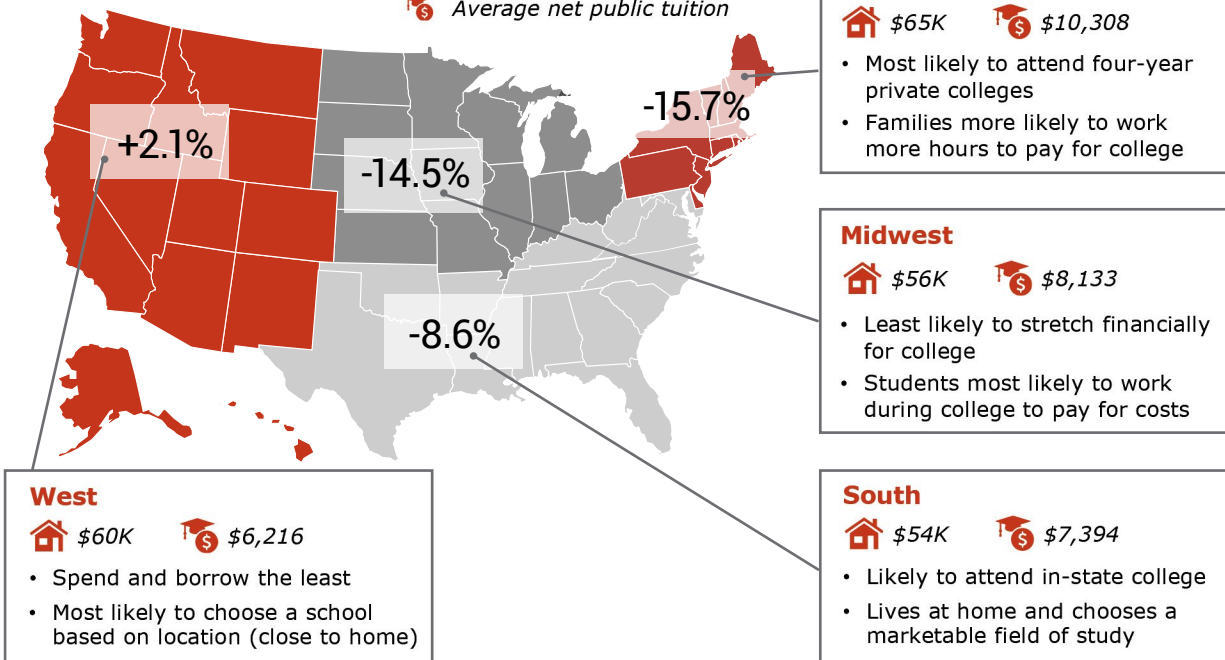 Average net public tuition
$65K $10,308
• Most likely to attend four-year
private colleges
• Families more likely to work
more hours to pay for college
-15.7%
+2.1%
-14.5%
-8.6%
Midwest
$56K $8,133
• Least likely to stretch financially
for college
• Students most likely to work
during college to pay for costs
West
$60K $6,216
• Spend and borrow the least
• Most likely to choose a school
based on location (close to home)
South
$54K $7,394
• Likely to attend in-state college
• Lives at home and chooses a
marketable field of study